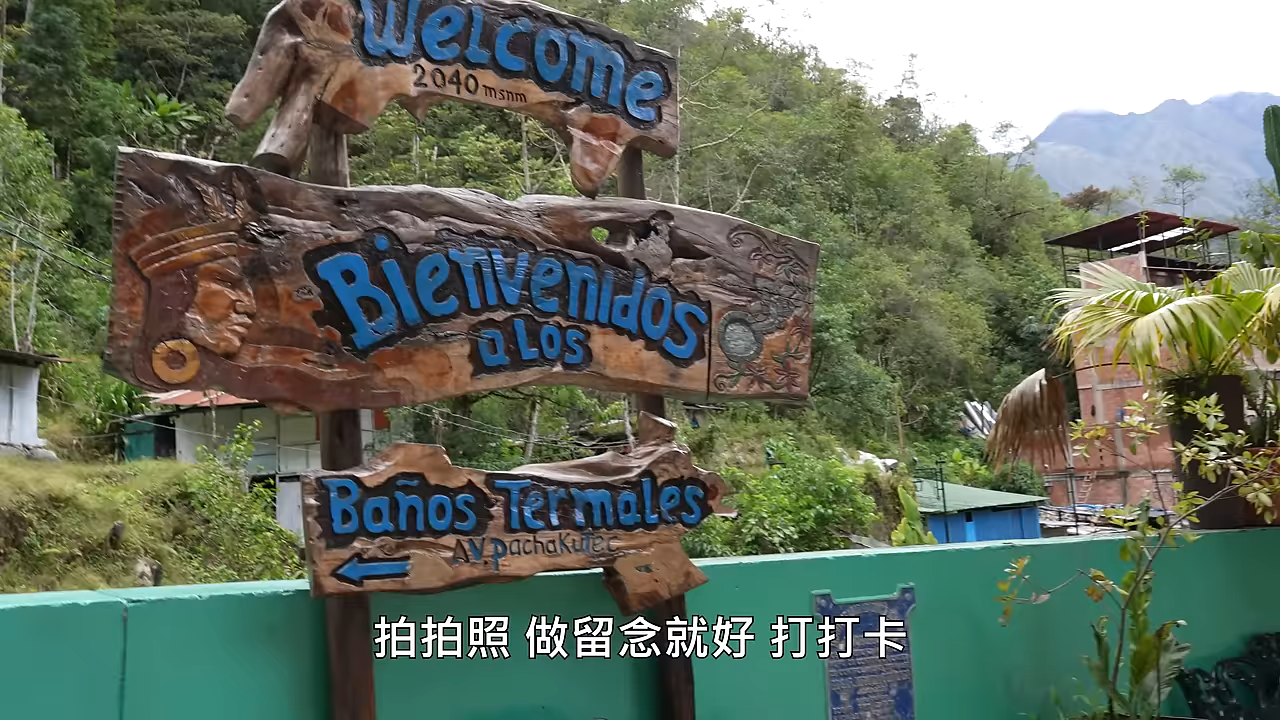 Welcome
2040 msnm
Bienvenidos
a Los
Baños Termales
AV. pachaKutec
拍拍照 做留念就好 打打卡